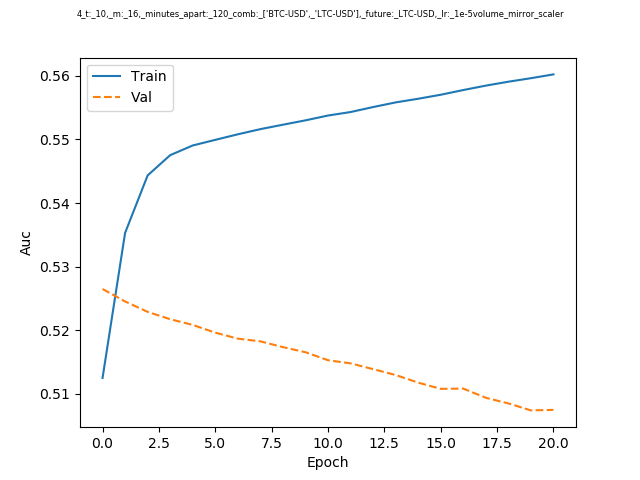 4_t:_10,_m:_16,_minutes_apart:_120_comb:_['BTC-USD',_'LTC-USD'],_future:_LTC-USD,_lr:_1e-5volume_mirror_scaler
Train
Val
0.56
0.55
0.54
0.53
0.52
0.51
Auc
0.0 2.5 5.0 7.5 10.0 12.5 15.0 17.5 20.0
Epoch